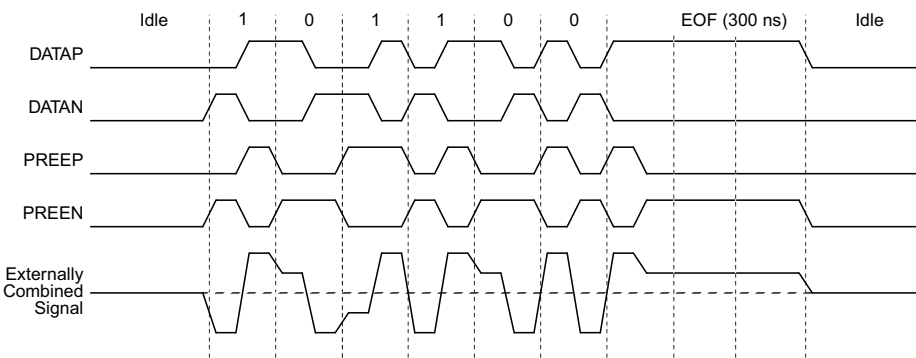 Idle 1 0 1 1 0 0 EOF (300 ns) Idle
DATAP
DATAN
PREEP
PREEN
Externally
Combined
Signal